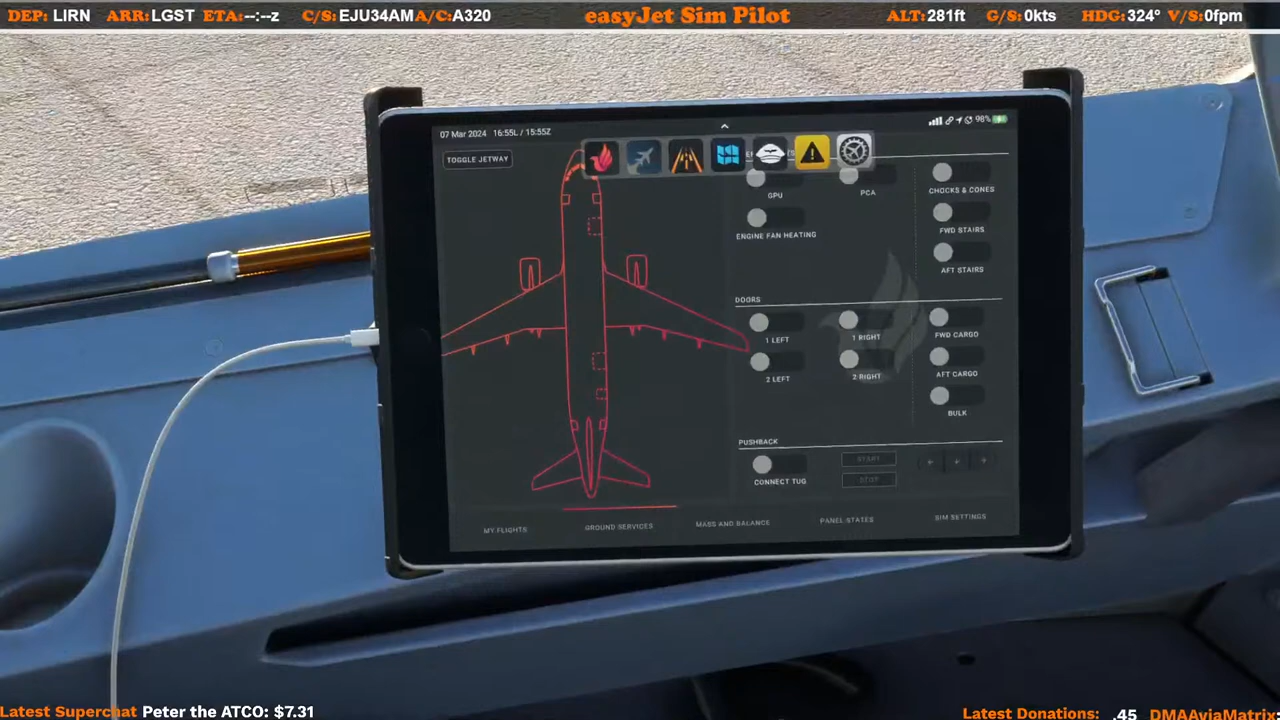 DEP: LIRN ARR: LGST ETA:--:--z C/S: EJU34AM A/C: A320 easyJet Sim Pilot ALT: 281ft G/S: 0kts HDG: 324º V/S: 0fpm
07 Mar 2024 16:55L / 15:55Z
98%
TOGGLE JETWAY
GPU
PCA
CHOCKS & CONES
ENGINE FAN HEATING
FWD STAIRS
AFT STAIRS
DOORS
1 LEFT
1 RIGHT
FWD CARGO
2 LEFT
2 RIGHT
AFT CARGO
BULK
PUSHBACK
CONNECT TUG
START
STOP
MY FLIGHTS
GROUND SERVICES
MASS AND BALANCE
PANEL STATES
SIM SETTINGS
Latest Superchat Peter the ATCO: $7.31
Latest Donations: .45 DMAAviaMatrix: